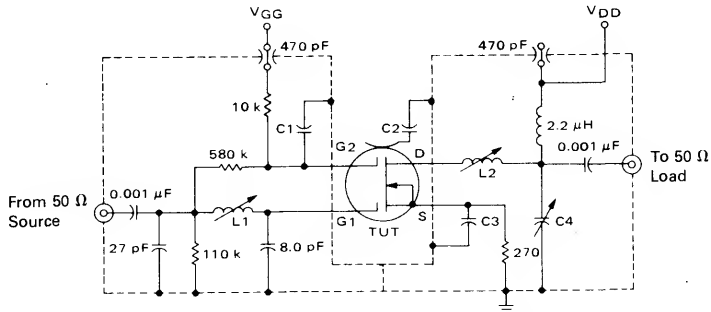 VGG
VDD
470 pF
470 pF
10 k
C1
C2
2.2 μH
G2
D
580 k
0.001 μF
To 50 Ω
Load
L2
From 50 Ω
Source
0.001 μF
L1
G1
S
TUT
C3
C4
27 pF
110 k
8.0 pF
270